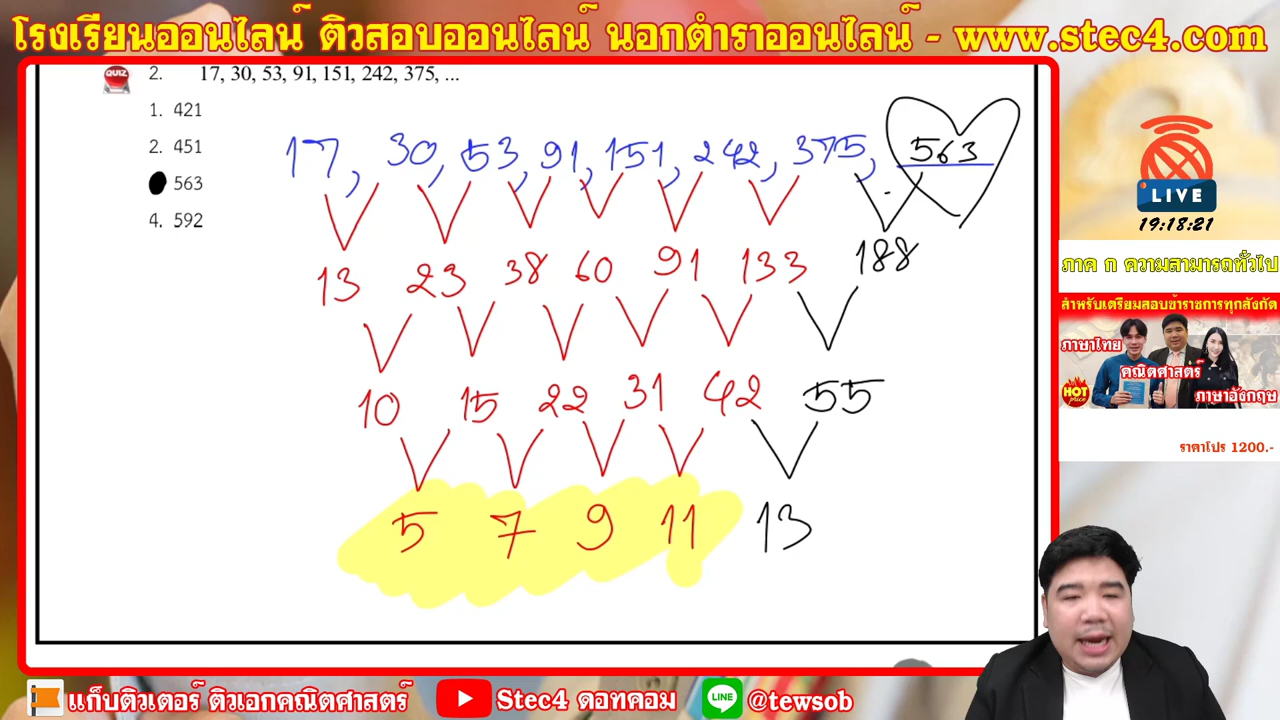 โรงเรียนออนไลน์ ติวสอบออนไลน์ นอกตำราออนไลน์ - www.stec4.com
QUIZ
2. 17, 30, 53, 91, 151, 242, 375, ...
1. 421
2. 451
563
4. 592
17, 30, 53, 91, 151, 242, 375, 563
13 23 38 60 91 133 188
10 15 22 31 42 55
5 7 9 11 13
LIVE
19:18:21
ภาค ก ความสามารถทั่วไป
สำหรับเตรียมสอบข้าราชการทุกสังกัด
ภาษาไทย
คณิตศาสตร์
ภาษาอังกฤษ
HOT
price
ราคาโปร 1200.-
แก็บติวเตอร์ ติวเอกคณิตศาสตร์
Stec4 ดอทคอม
LINE
@tewsob